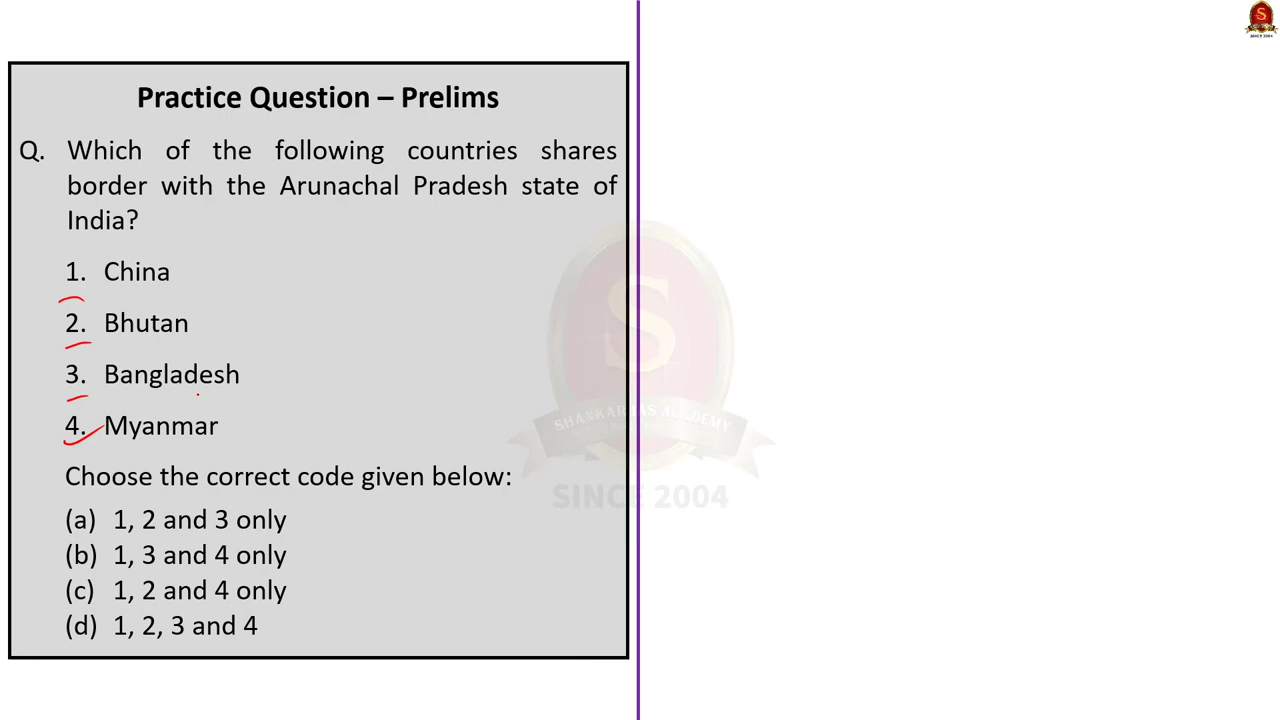 Practice Question – Prelims
Q. Which of the following countries shares
border with the Arunachal Pradesh state of
India?
1. China
2. Bhutan
3. Bangladesh
4. Myanmar
Choose the correct code given below:
(a) 1, 2 and 3 only
(b) 1, 3 and 4 only
(c) 1, 2 and 4 only
(d) 1, 2, 3 and 4
S
SHANKAR IAS ACADEMY
SINCE 2004
S
SINCE 2004